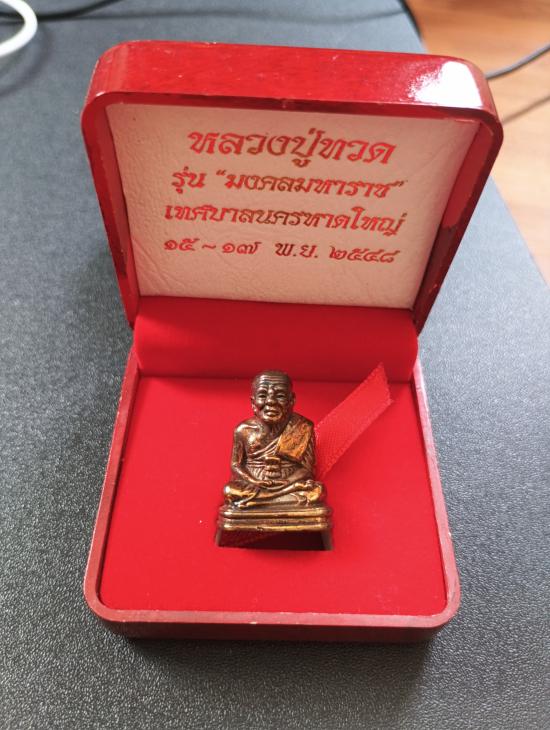 หลวงปู่ทวด
รุ่น "มงคลมหาราช"
เทศบาลนครหาดใหญ่
๑๕ ~ ๑๗ พ.ย. ๒๕๔๘